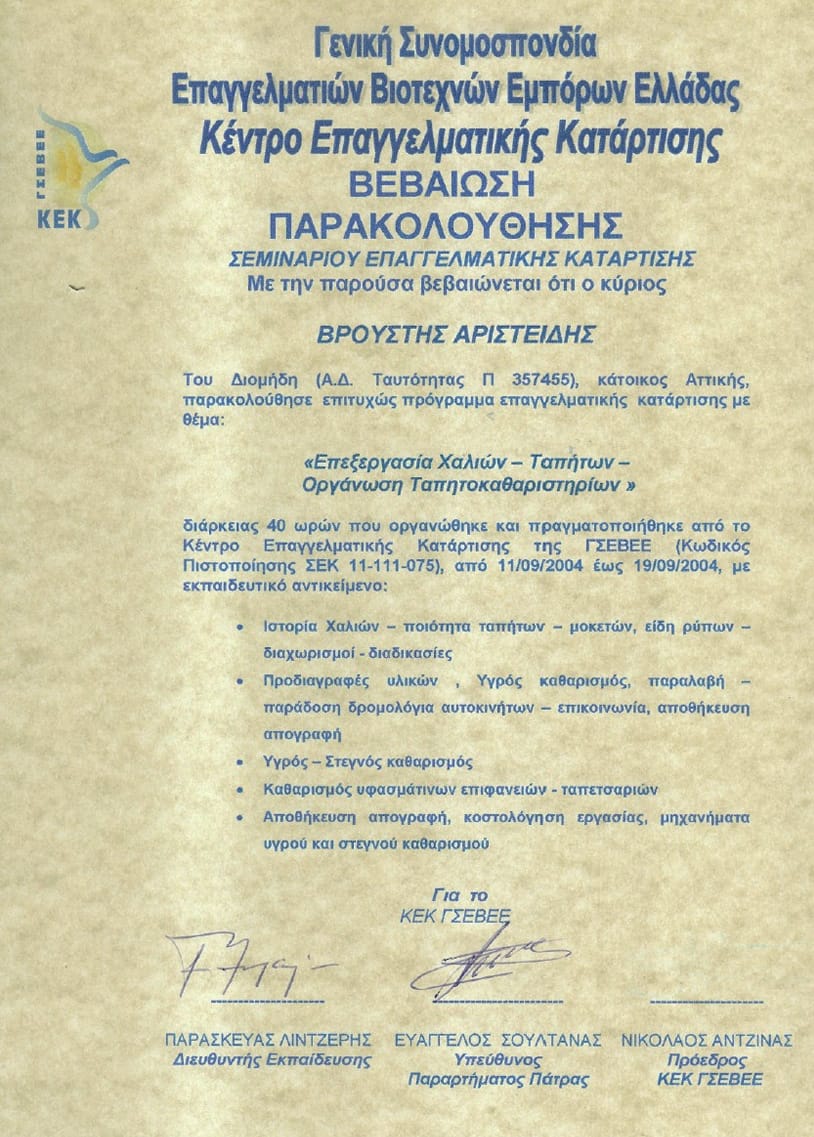 Γενική Συνομοσπονδία
Επαγγελματιών Βιοτεχνών Εμπόρων Ελλάδας
Κέντρο Επαγγελματικής Κατάρτισης
ΓΣΕΒΕΕ
ΚΕΚ
ΒΕΒΑΙΩΣΗ
ΠΑΡΑΚΟΛΟΥΘΗΣΗΣ
ΣΕΜΙΝΑΡΙΟΥ ΕΠΑΓΓΕΛΜΑΤΙΚΗΣ ΚΑΤΑΡΤΙΣΗΣ
Με την παρούσα βεβαιώνεται ότι ο κύριος
ΒΡΟΥΣΤΗΣ ΑΡΙΣΤΕΙΔΗΣ
Του Διομήδη (Α.Δ. Ταυτότητας Π 357455), κάτοικος Αττικής,
παρακολούθησε επιτυχώς πρόγραμμα επαγγελματικής κατάρτισης με
θέμα:
«Επεξεργασία Χαλιών – Ταπήτων –
Οργάνωση Ταπητοκαθαριστηρίων »
διάρκειας 40 ωρών που οργανώθηκε και πραγματοποιήθηκε από το
Κέντρο Επαγγελματικής Κατάρτισης της ΓΣΕΒΕΕ (Κωδικός
Πιστοποίησης ΣΕΚ 11-111-075), από 11/09/2004 έως 19/09/2004, με
εκπαιδευτικό αντικείμενο:
• Ιστορία Χαλιών – ποιότητα ταπήτων – μοκετών, είδη ρύπων –
διαχωρισμοί - διαδικασίες
• Προδιαγραφές υλικών , Υγρός καθαρισμός, παραλαβή –
παράδοση δρομολόγια αυτοκινήτων – επικοινωνία, αποθήκευση
απογραφή
• Υγρός – Στεγνός καθαρισμός
• Καθαρισμός υφασμάτινων επιφανειών - ταπετσαριών
• Αποθήκευση απογραφή, κοστολόγηση εργασίας, μηχανήματα
υγρού και στεγνού καθαρισμού
Για το
ΚΕΚ ΓΣΕΒΕΕ
ΠΑΡΑΣΚΕΥΑΣ ΛΙΝΤΖΕΡΗΣ ΕΥΑΓΓΕΛΟΣ ΣΟΥΛΤΑΝΑΣ ΝΙΚΟΛΑΟΣ ΑΝΤΖΙΝΑΣ
Διευθυντής Εκπαίδευσης Υπεύθυνος Πρόεδρος
Παραρτήματος Πάτρας ΚΕΚ ΓΣΕΒΕΕ